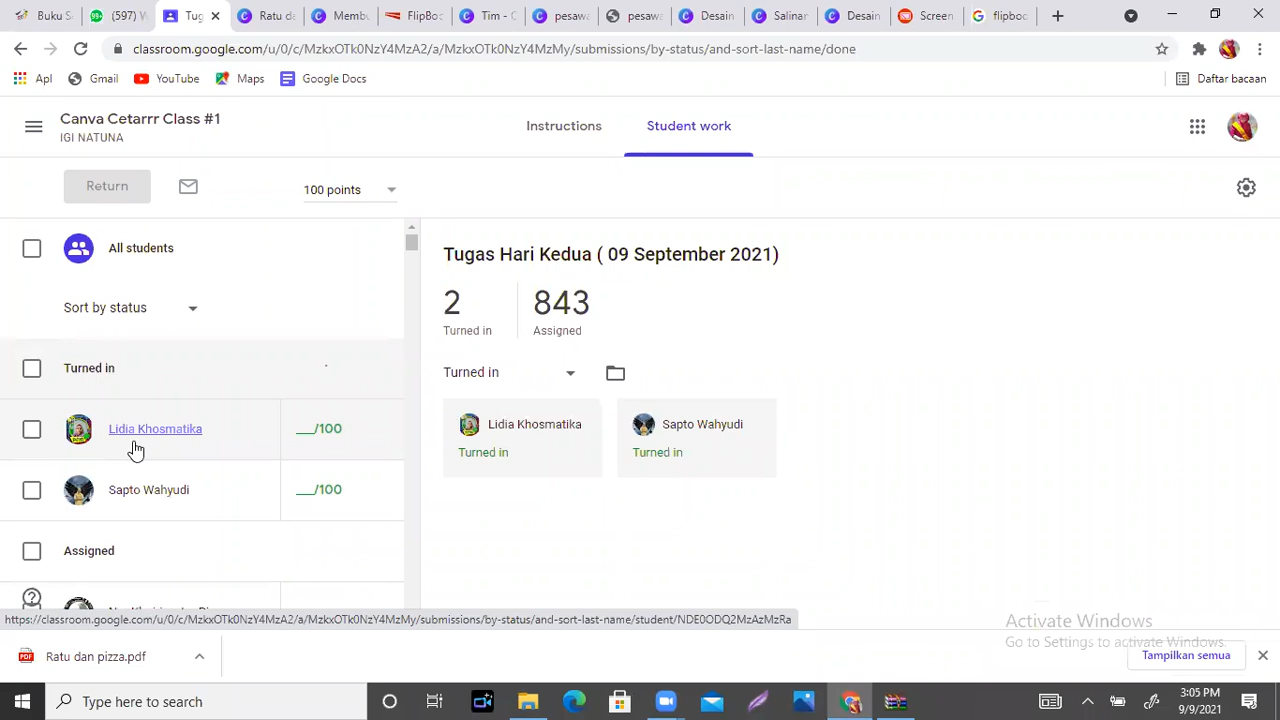 Buku
(597)
Tug
Ratu da
Membu
FlipBoo
Tim - C
pesawa
pesawa
Desain
Salinar
Desain
Screen
flipboc
classroom.google.com/u/0/c/MzkxOTk0NzY4MzA2/a/MzkxOTk0NzY4MzMy/submissions/by-status/and-sort-last-name/done
Apl
Gmail
YouTube
Maps
Google Docs
Daftar bacaan
Canva Cetarrr Class #1
IGI NATUNA
Instructions
Student work
Return
100 points
All students
Sort by status
Turned in
Lidia Khosmatika
__/100
Sapto Wahyudi
__/100
Assigned
Tugas Hari Kedua ( 09 September 2021)
2
Turned in
843
Assigned
Turned in
Lidia Khosmatika
Turned in
Sapto Wahyudi
Turned in
https://classroom.google.com/u/0/c/MzkxOTk0NzY4MzA2/a/MzkxOTk0NzY4MzMy/submissions/by-status/and-sort-last-name/student/NDE0ODQ2MzAzMzRa
Activate Windows
Go to Settings to activate Windows.
Ratu dan pizza.pdf
Tampilkan semua
Type here to search
3:05 PM
9/9/2021